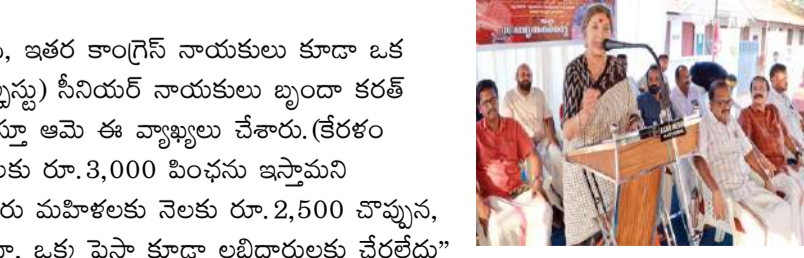 ఇతర కాంగ్రెస్ నాయకులు కూడా ఒక
సీనియర్ నాయకులు బృందా కరత్
ఆమె ఈ వ్యాఖ్యలు చేశారు. (కేరళం
రూ.3,000 పింఛను ఇస్తామని
మహిళలకు నెలకు రూ.2,500 చొప్పున,
ఒక్క పైసా కూడా లబ్ధిదారులకు చేరలేదు”